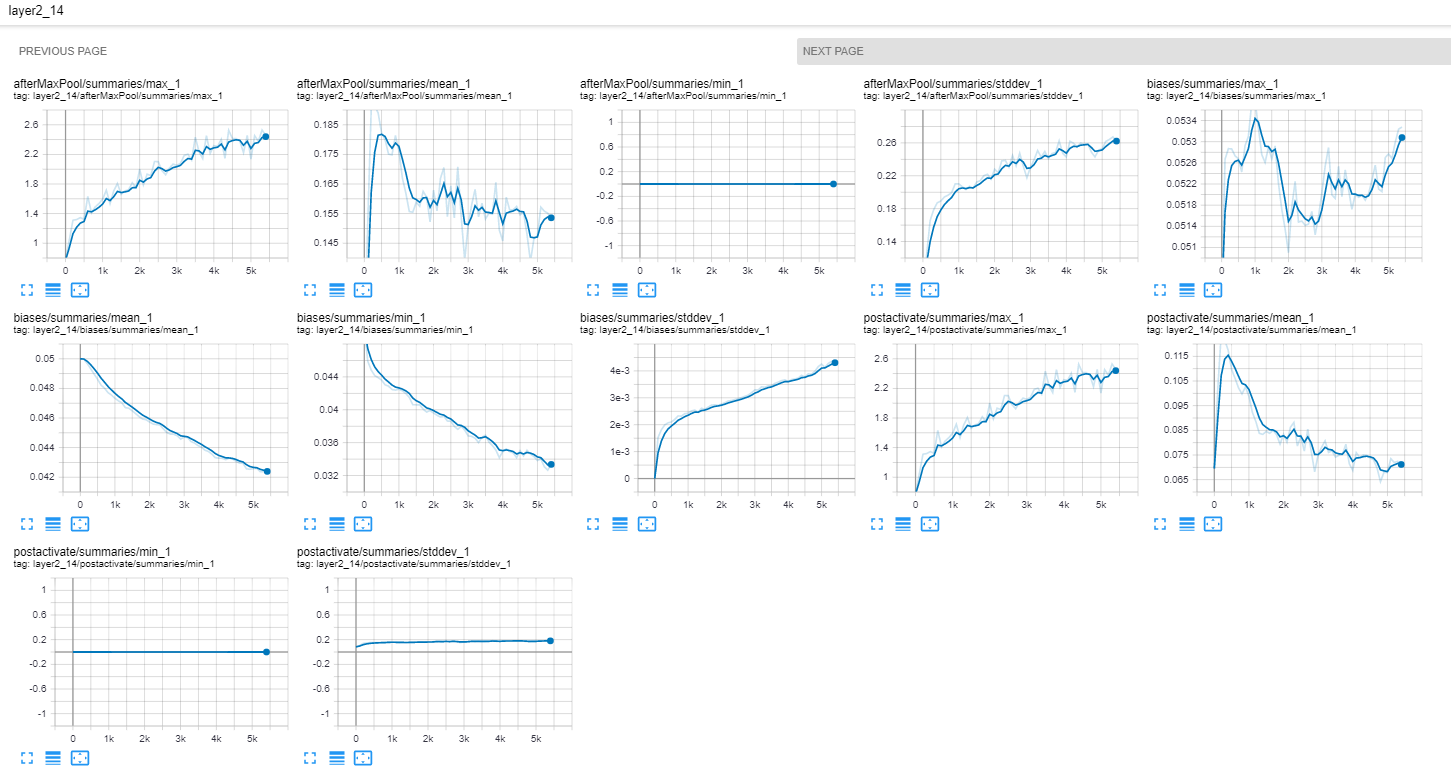 layer2_14
PREVIOUS PAGE NEXT PAGE
afterMaxPool/summaries/max_1
tag: layer2_14/afterMaxPool/summaries/max_1
2.6
2.2
1.8
1.4
1
0 1k 2k 3k 4k 5k
afterMaxPool/summaries/mean_1
tag: layer2_14/afterMaxPool/summaries/mean_1
0.185
0.175
0.165
0.155
0.145
0 1k 2k 3k 4k 5k
afterMaxPool/summaries/min_1
tag: layer2_14/afterMaxPool/summaries/min_1
1
0.6
0.2
-0.2
-0.6
-1
0 1k 2k 3k 4k 5k
afterMaxPool/summaries/stddev_1
tag: layer2_14/afterMaxPool/summaries/stddev_1
0.26
0.22
0.18
0.14
0 1k 2k 3k 4k 5k
biases/summaries/max_1
tag: layer2_14/biases/summaries/max_1
0.0534
0.053
0.0526
0.0522
0.0518
0.0514
0.051
0 1k 2k 3k 4k 5k
biases/summaries/mean_1
tag: layer2_14/biases/summaries/mean_1
0.05
0.048
0.046
0.044
0.042
0 1k 2k 3k 4k 5k
biases/summaries/min_1
tag: layer2_14/biases/summaries/min_1
0.044
0.04
0.036
0.032
0 1k 2k 3k 4k 5k
biases/summaries/stddev_1
tag: layer2_14/biases/summaries/stddev_1
4e-3
3e-3
2e-3
1e-3
0
0 1k 2k 3k 4k 5k
postactivate/summaries/max_1
tag: layer2_14/postactivate/summaries/max_1
2.6
2.2
1.8
1.4
1
0 1k 2k 3k 4k 5k
postactivate/summaries/mean_1
tag: layer2_14/postactivate/summaries/mean_1
0.115
0.105
0.095
0.085
0.075
0.065
0 1k 2k 3k 4k 5k
postactivate/summaries/min_1
tag: layer2_14/postactivate/summaries/min_1
1
0.6
0.2
-0.2
-0.6
-1
0 1k 2k 3k 4k 5k
postactivate/summaries/stddev_1
tag: layer2_14/postactivate/summaries/stddev_1
1
0.6
0.2
-0.2
-0.6
-1
0 1k 2k 3k 4k 5k